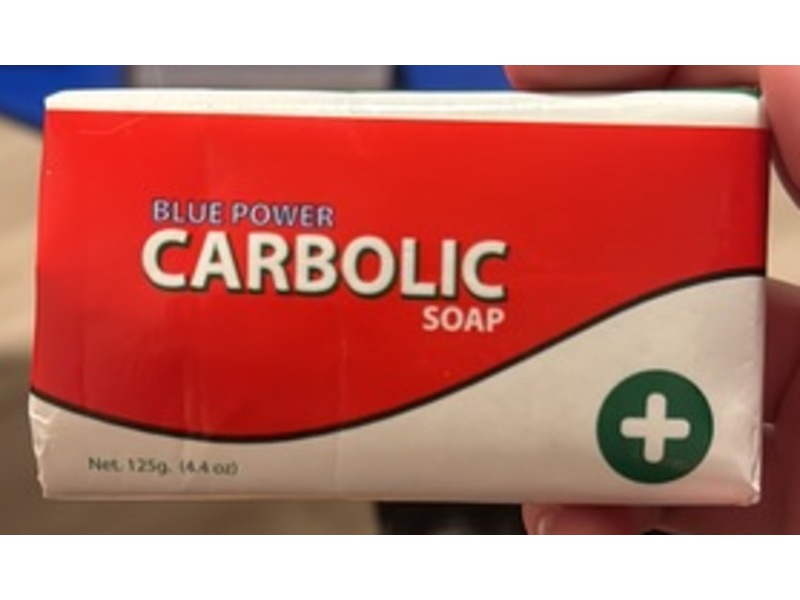 BLUE POWER
CARBOLIC
SOAP
Net. 125g. (4.4 oz)